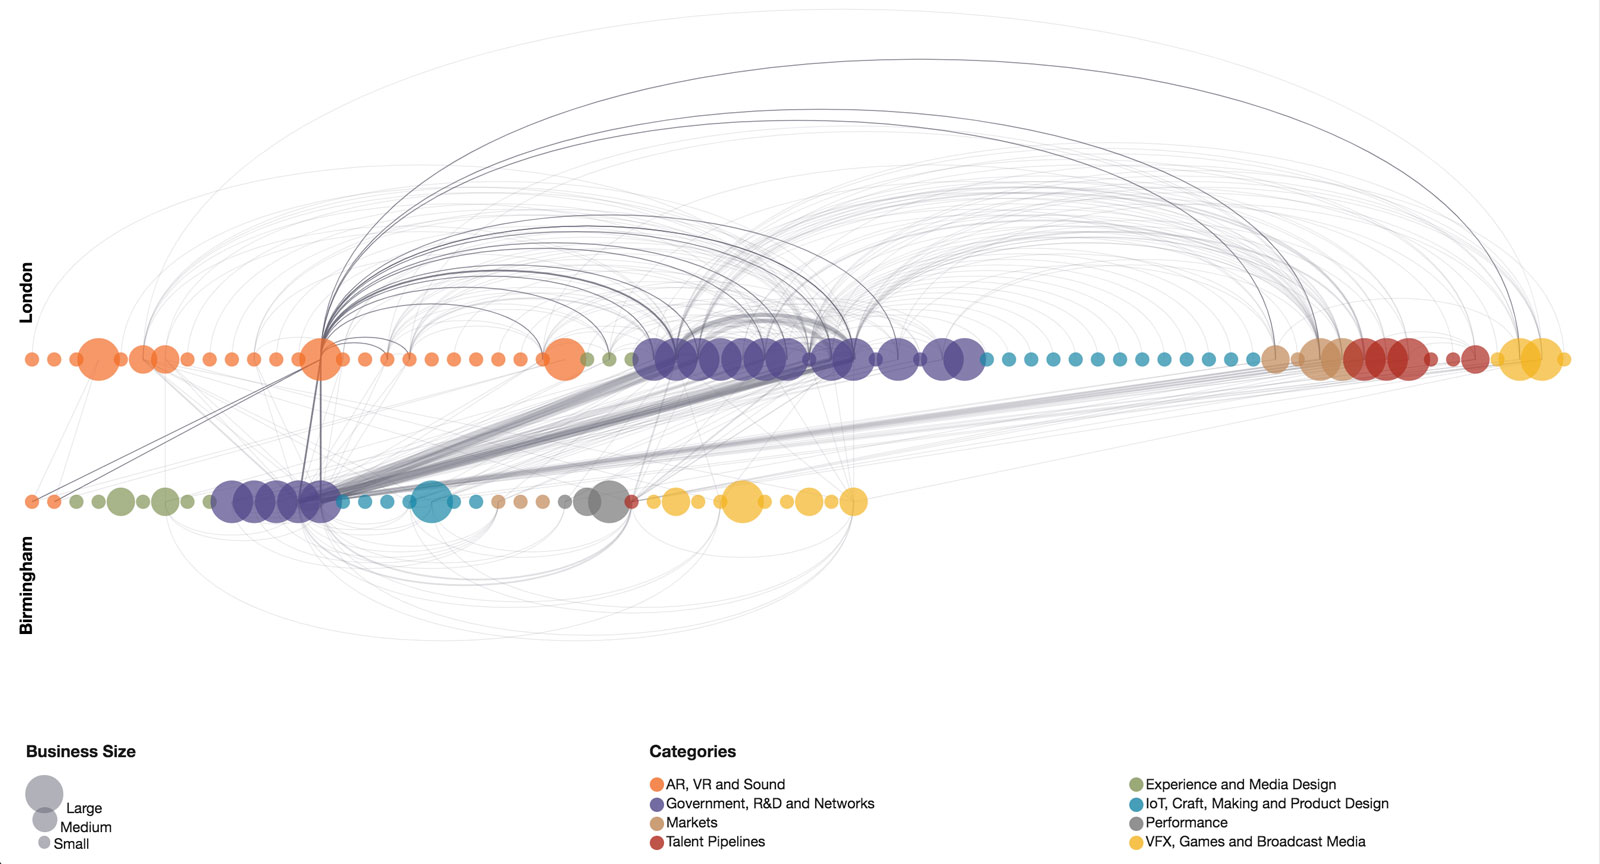 London
Birmingham
Business Size
Large
Medium
Small
Categories
AR, VR and Sound
Government, R&D and Networks
Markets
Talent Pipelines
Experience and Media Design
IoT, Craft, Making and Product Design
Performance
VFX, Games and Broadcast Media